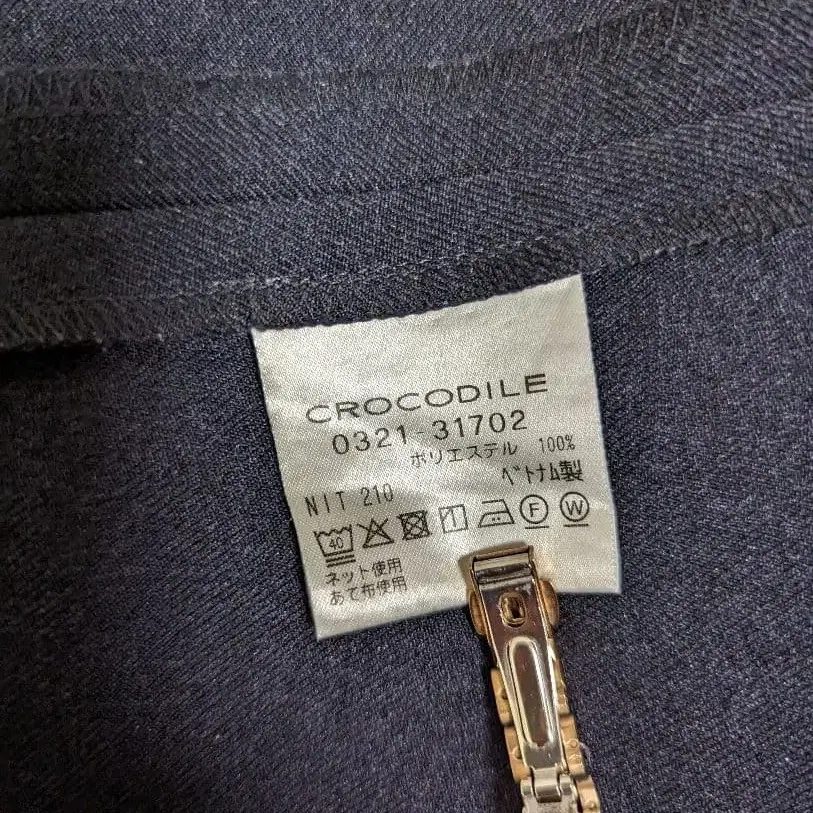 CROCODILE
0321-31702
ポリエステル 100%
ベトナム製
NIT 210
40 F W
ネット使用
あて布使用